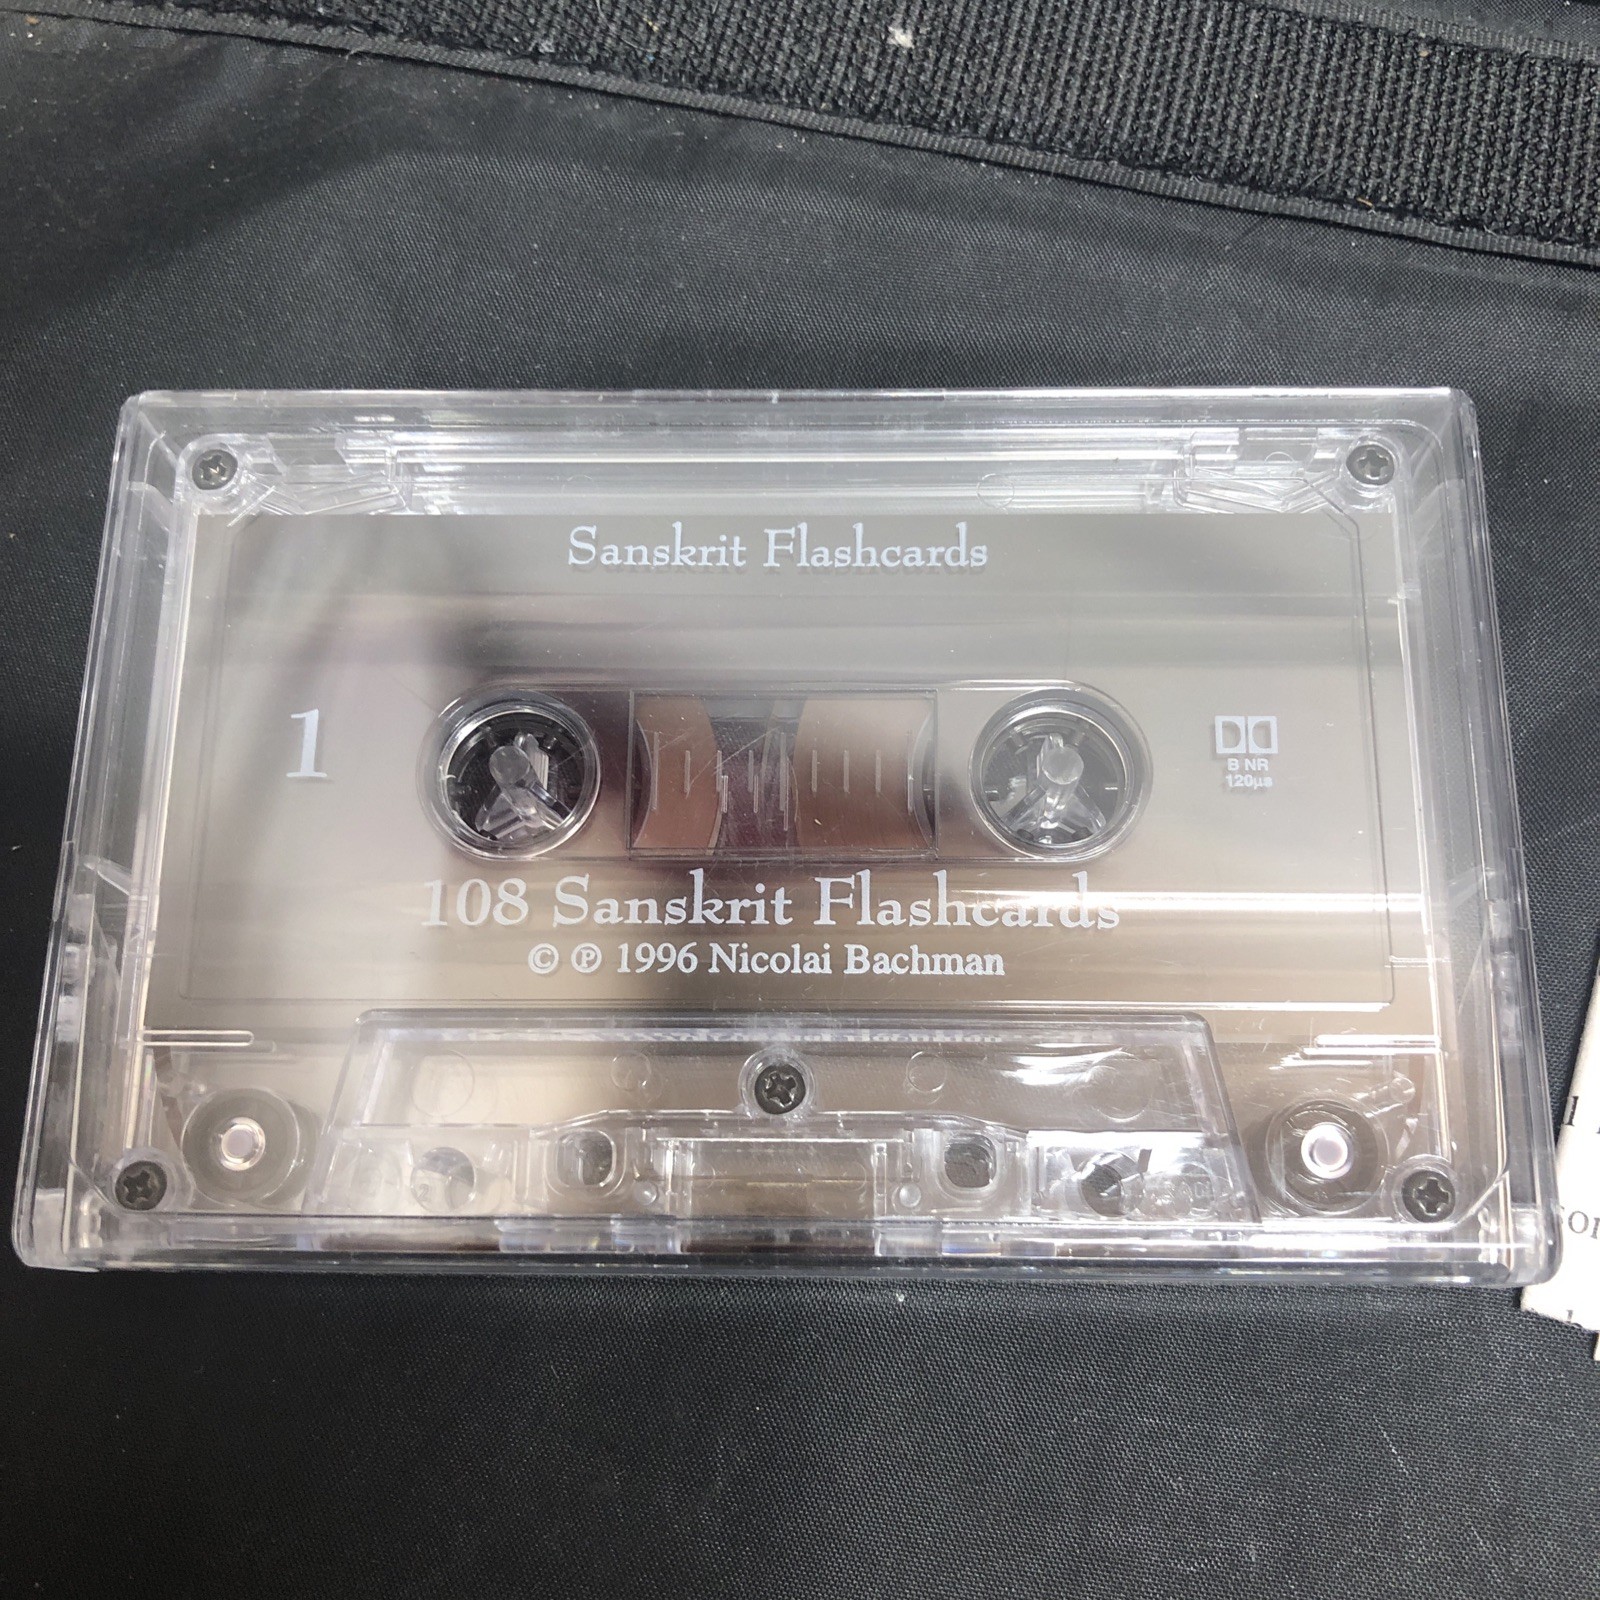 Sanskrit Flashcards
1
B NR
120µs
108 Sanskrit Flashcards
© ℗ 1996 Nicolai Bachman